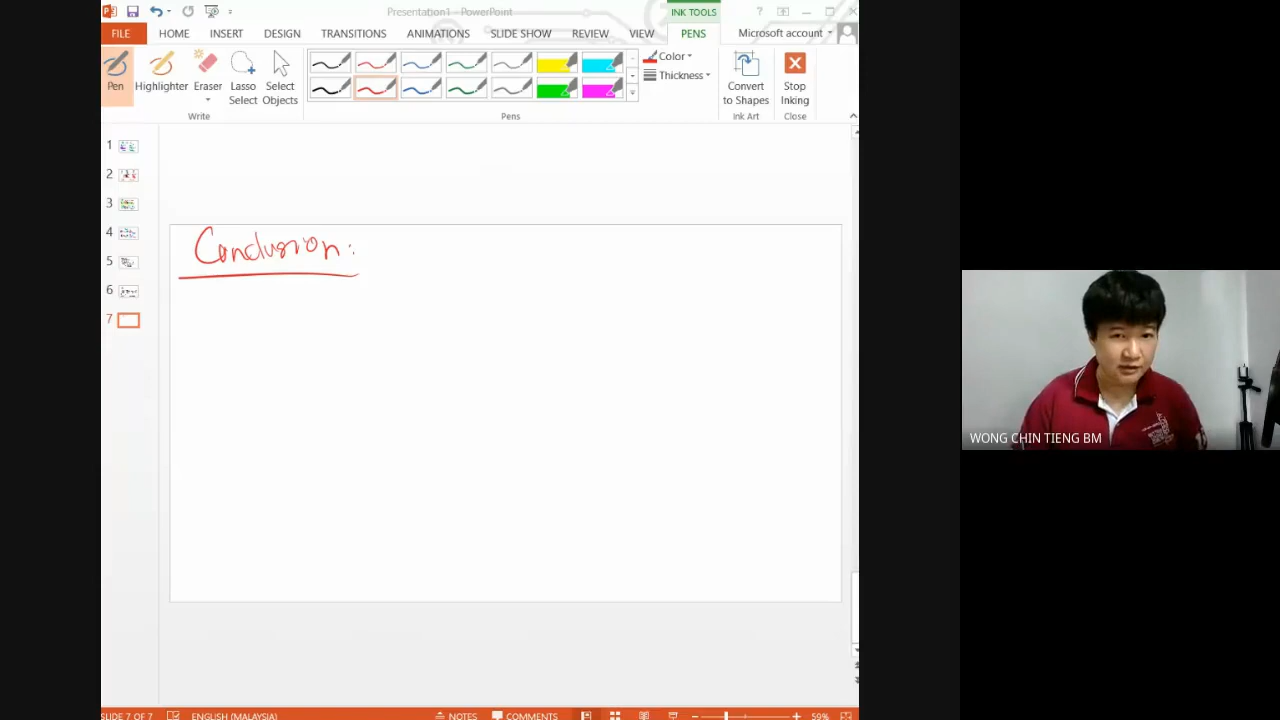 Presentation1 - PowerPoint
INK TOOLS
?
FILE
HOME
INSERT
DESIGN
TRANSITIONS
ANIMATIONS
SLIDE SHOW
REVIEW
VIEW
PENS
Microsoft account
Pen
Highlighter
Eraser
Lasso
Select
Select
Objects
Color
Thickness
Convert
to Shapes
Stop
Inking
Write
Pens
Ink Art
Close
1
2
3
4
5
6
7
Conclusion:
WONG CHIN TIENG BM
SLIDE 7 OF 7
ENGLISH (MALAYSIA)
NOTES
COMMENTS
59%